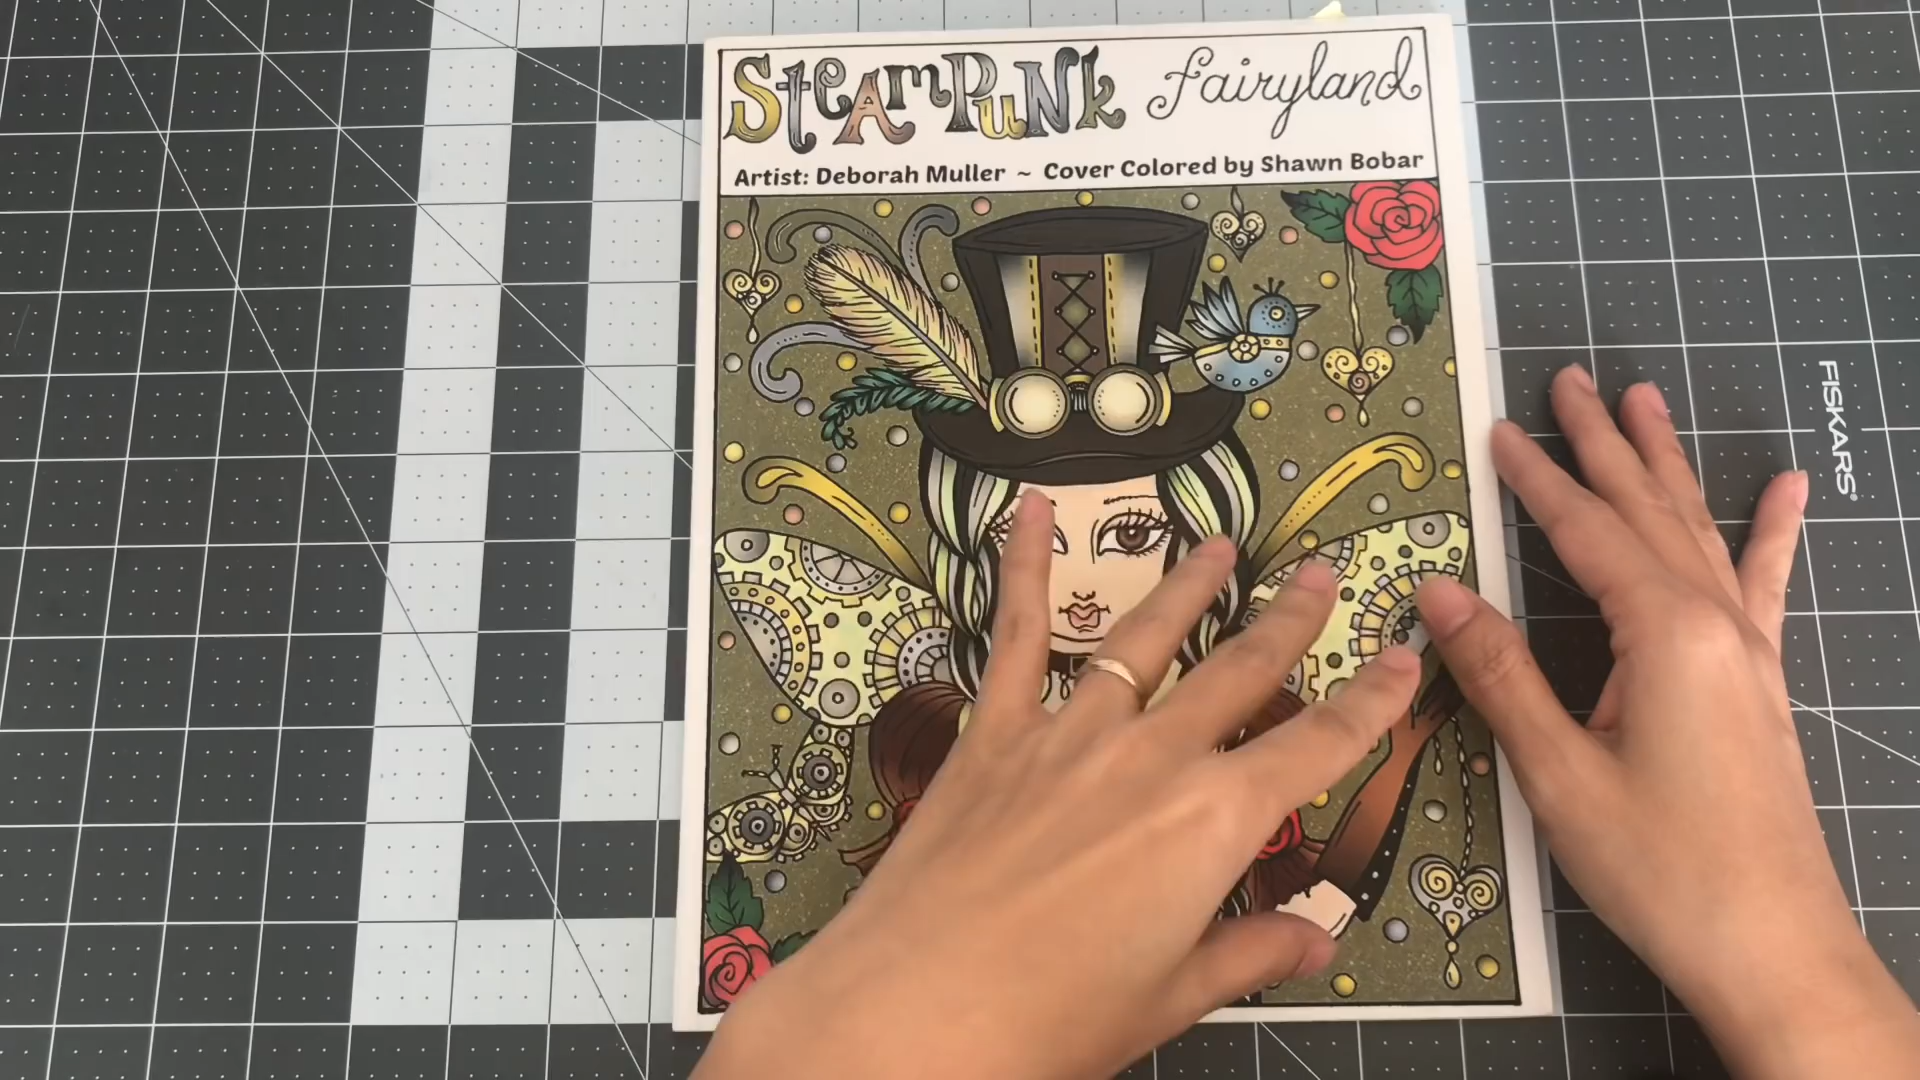 SteAmPuNk fairyland
Artist: Deborah Muller ~ Cover Colored by Shawn Bobar
FISKARS®